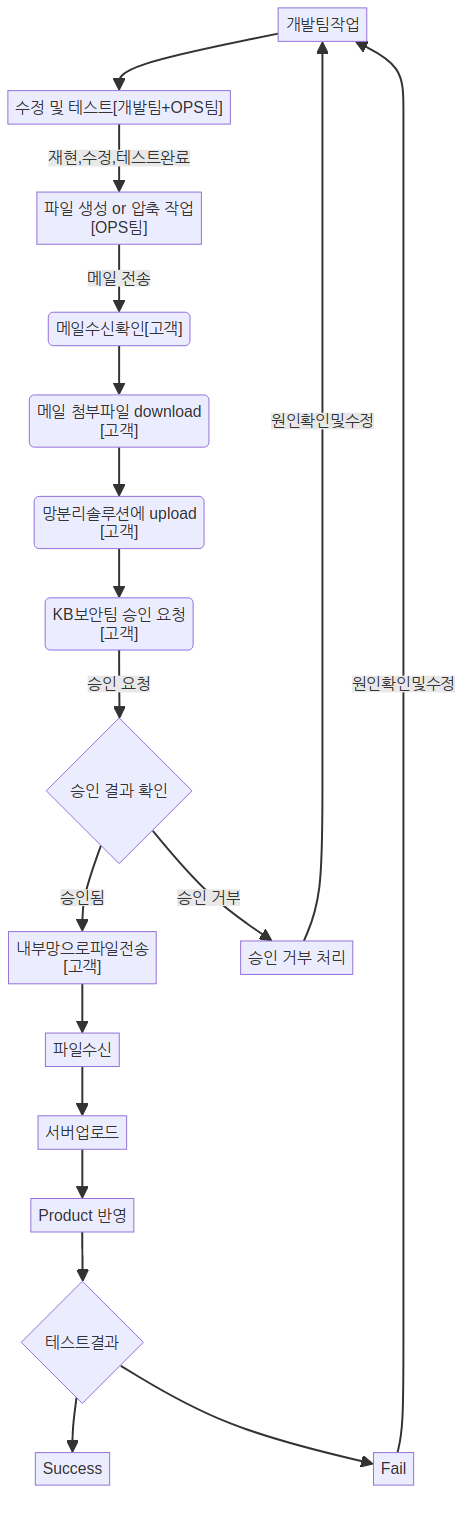 개발팀작업
수정 및 테스트[개발팀+OPS팀]
재현,수정,테스트완료
파일 생성 or 압축 작업
[OPS팀]
메일 전송
메일수신확인[고객]
메일 첨부파일 download
[고객]
원인확인및수정
망분리솔루션에 upload
[고객]
KB보안팀 승인 요청
[고객]
승인 요청
원인확인및수정
승인 결과 확인
승인됨
승인 거부
내부망으로파일전송
[고객]
승인 거부 처리
파일수신
서버업로드
Product 반영
테스트결과
Success
Fail